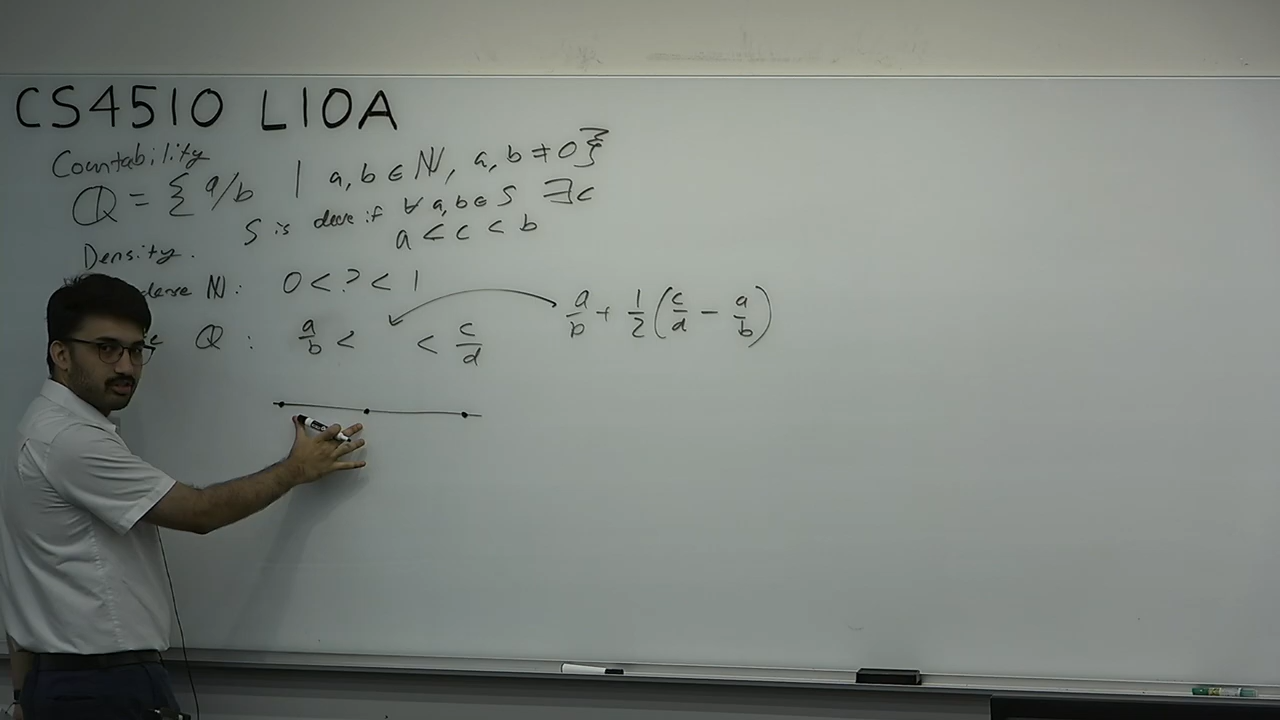 CS4510 L10A
Countability
Q = { a/b | a, b ∈ ℕ, a, b ≠ 0 }
S is dense if ∀ a, b ∈ S ∃ c
a < c < b
Density.
dense ℕ: 0 < ? < 1
Q : a/b < < c/d
a/b + 1/2 (c/d − a/b)